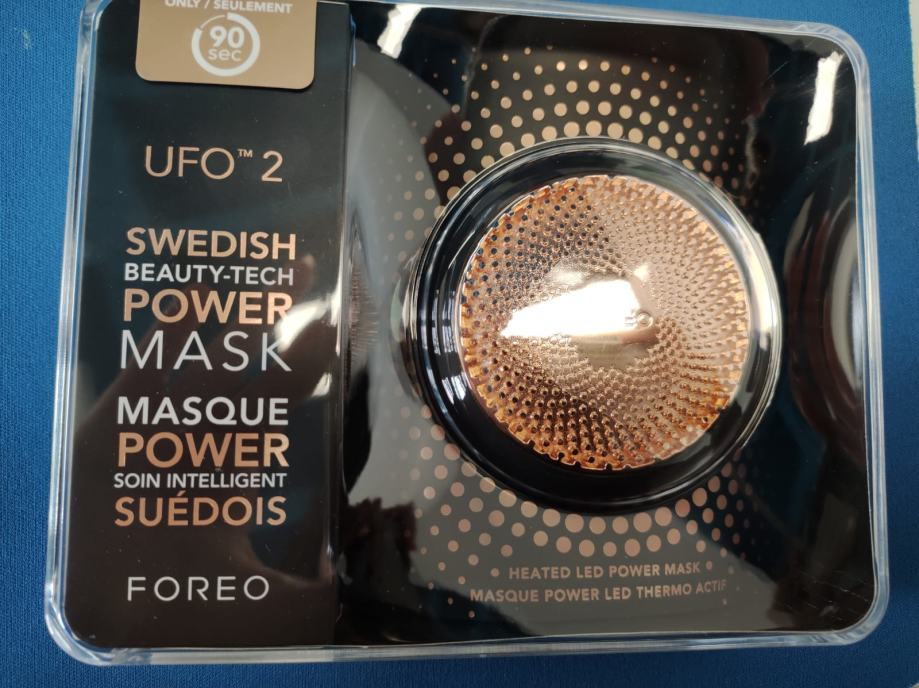 ONLY / SEULEMENT
90
sec
UFO™ 2
SWEDISH
BEAUTY-TECH
POWER
MASK
MASQUE
POWER
SOIN INTELLIGENT
SUÉDOIS
FOREO
HEATED LED POWER MASK
MASQUE POWER LED THERMO ACTIF